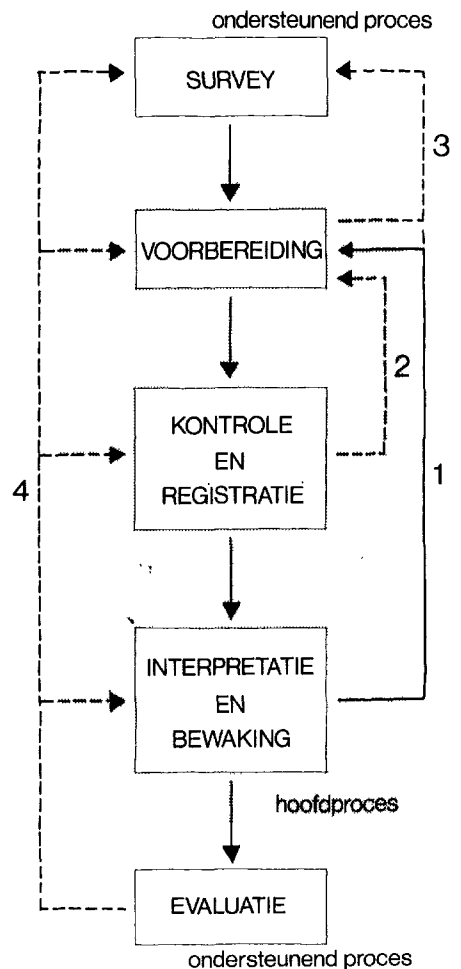 ondersteunend proces
SURVEY
3
VOORBEREIDING
2
KONTROLE
EN
REGISTRATIE
1
4
INTERPRETATIE
EN
BEWAKING
hoofdproces
EVALUATIE
ondersteunend proces